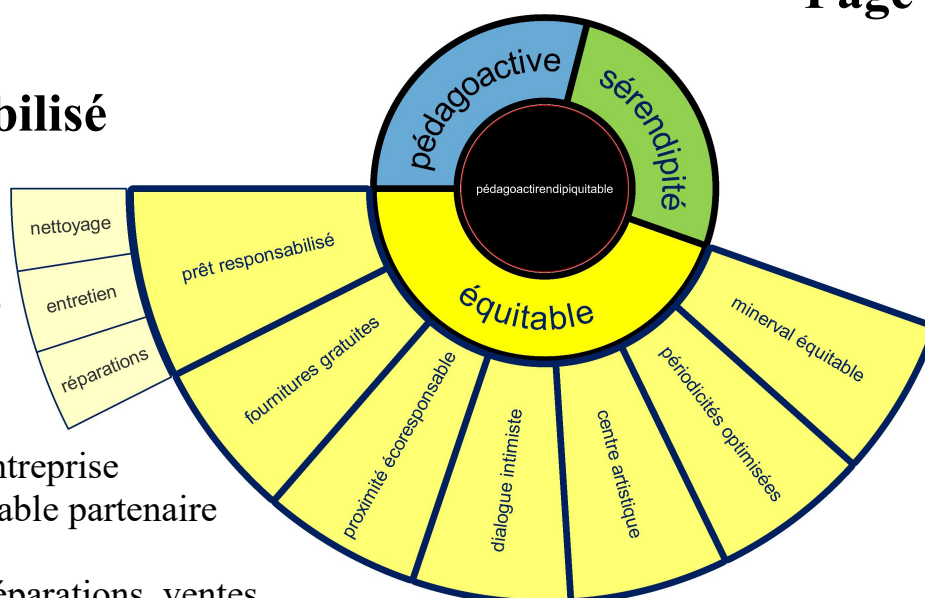 Page
bilisé
pédagoactive
sérendipité
pédagoactirendipiquitable
équitable
nettoyage
entretien
réparations
prêt responsabilisé
fournitures gratuites
proximité écoresponsable
dialogue intimiste
centre artistique
périodicités optimisées
minerval équitable
ntreprise
able partenaire
éparations, ventes